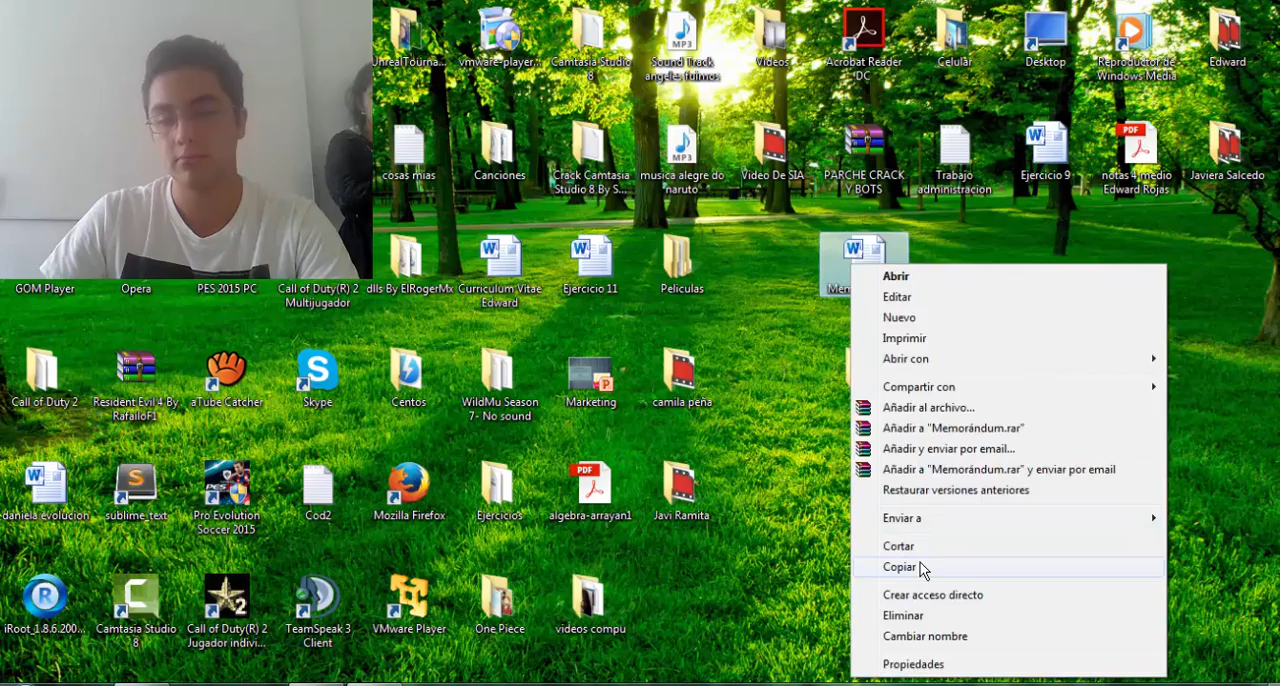 UnrealTourna...
vmware-player...
Camtasia Studio
8
MP3
Sound Track
angeles fuimos
Videos
Acrobat Reader
DC
Celular
Desktop
Reproductor de
Windows Media
Edward
cosas mias
Canciones
Crack Camtasia
Studio 8 By S...
MP3
musica alegre do
naruto
Video De SIA
PARCHE CRACK
Y BOTS
Trabajo
administracion
Ejercicio 9
PDF
notas 4 medio
Edward Rojas
Javiera Salcedo
GOM Player
Opera
PES 2015 PC
Call of Duty(R) 2
Multijugador
dlls By ElRogerMx
Curriculum Vitae
Edward
Ejercicio 11
Peliculas
Call of Duty 2
Resident Evil 4 By
RafailoF1
aTube Catcher
Skype
Centos
WildMu Season
7- No sound
Marketing
camila peña
daniela evolucion
sublime_text
Pro Evolution
Soccer 2015
Cod2
Mozilla Firefox
Ejercicios
PDF
algebra-arrayan1
Javi Ramita
iRoot_1.8.6.200...
Camtasia Studio
8
Call of Duty(R) 2
Jugador indivi...
TeamSpeak 3
Client
VMware Player
One Piece
videos compu
Abrir
Editar
Nuevo
Imprimir
Abrir con
Compartir con
Añadir al archivo...
Añadir a "Memorándum.rar"
Añadir y enviar por email...
Añadir a "Memorándum.rar" y enviar por email
Restaurar versiones anteriores
Enviar a
Cortar
Copiar
Crear acceso directo
Eliminar
Cambiar nombre
Propiedades